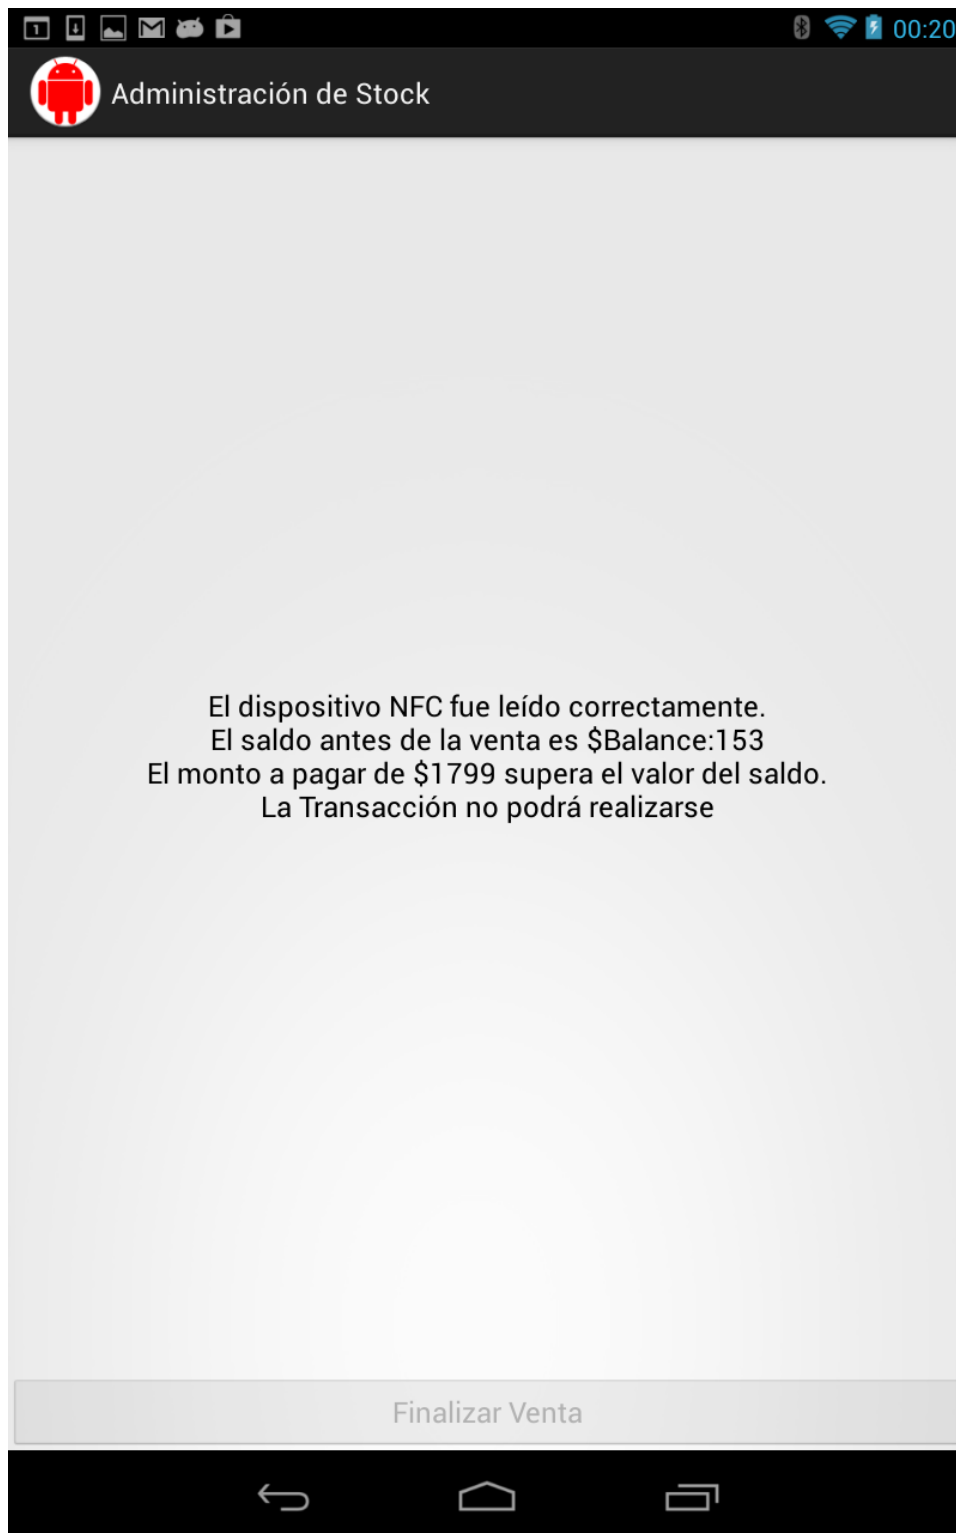 1
00:20
Administración de Stock
El dispositivo NFC fue leído correctamente.
El saldo antes de la venta es $Balance:153
El monto a pagar de $1799 supera el valor del saldo.
La Transacción no podrá realizarse
Finalizar Venta